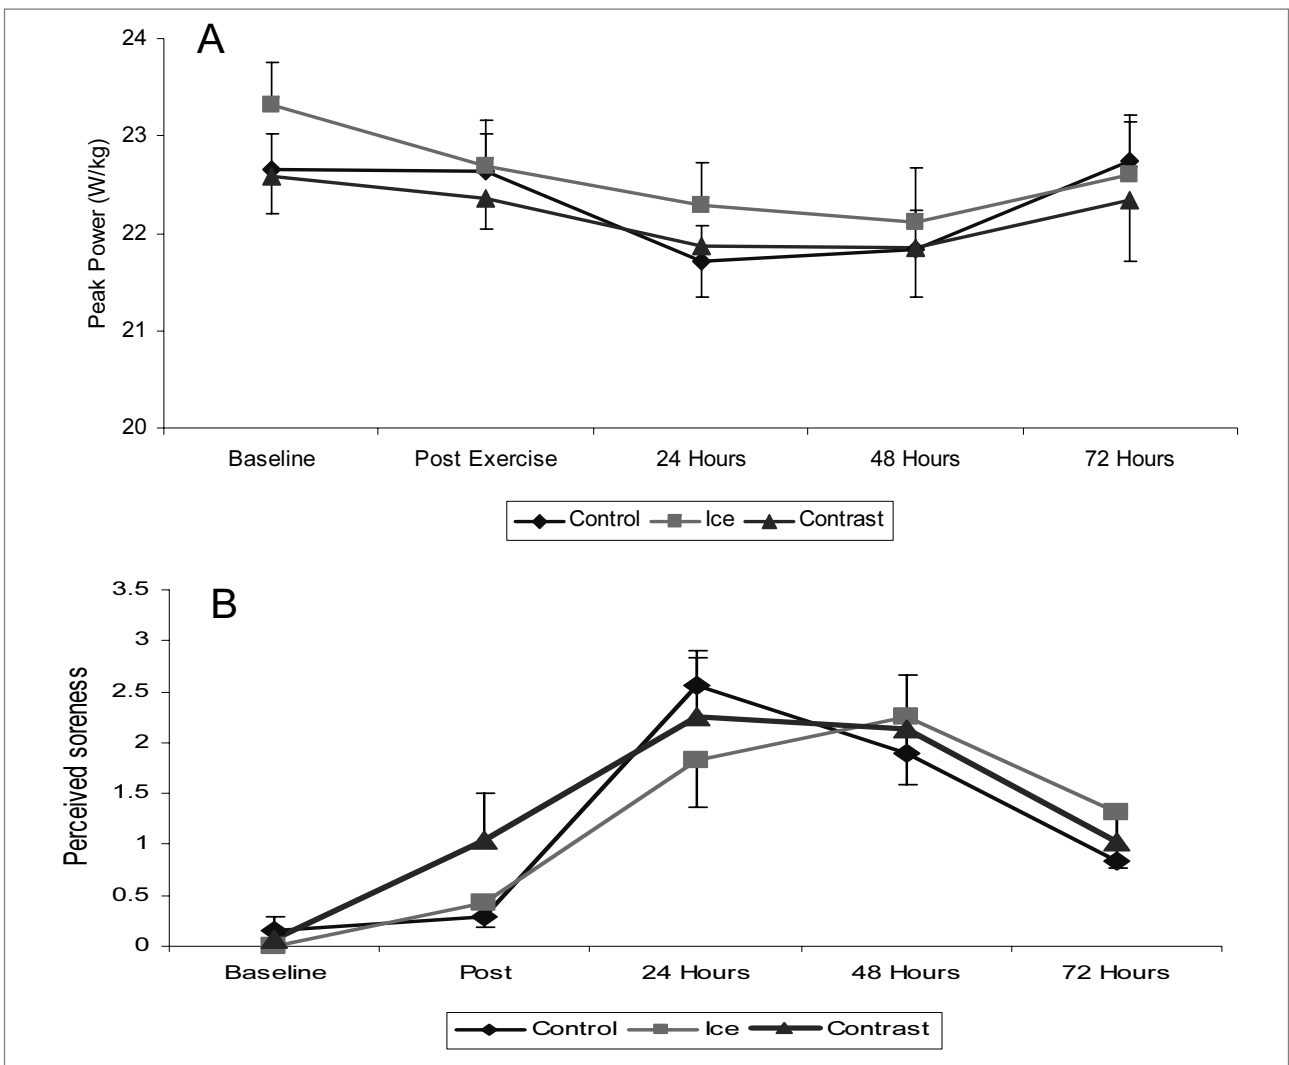 A
24
23
22
21
20
Peak Power (W/kg)
Baseline Post Exercise 24 Hours 48 Hours 72 Hours
Control Ice Contrast
B
3.5
3
2.5
2
1.5
1
0.5
0
Perceived soreness
Baseline Post 24 Hours 48 Hours 72 Hours
Control Ice Contrast